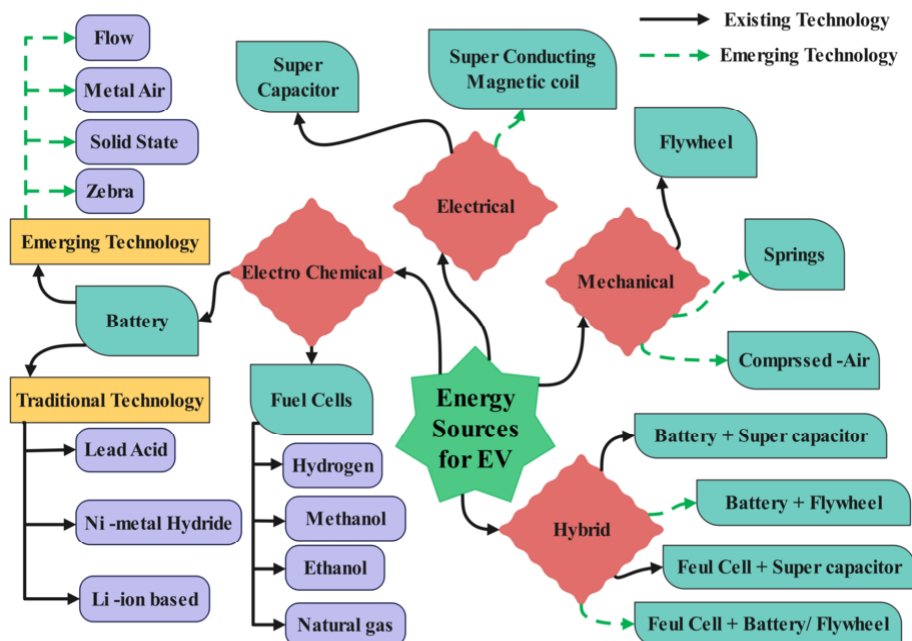 Existing Technology
Emerging Technology
Flow
Metal Air
Solid State
Zebra
Emerging Technology
Battery
Traditional Technology
Lead Acid
Ni -metal Hydride
Li -ion based
Super
Capacitor
Super Conducting
Magnetic coil
Electrical
Electro Chemical
Fuel Cells
Hydrogen
Methanol
Ethanol
Natural gas
Flywheel
Mechanical
Springs
Comprssed -Air
Energy
Sources
for EV
Hybrid
Battery + Super capacitor
Battery + Flywheel
Feul Cell + Super capacitor
Feul Cell + Battery/ Flywheel